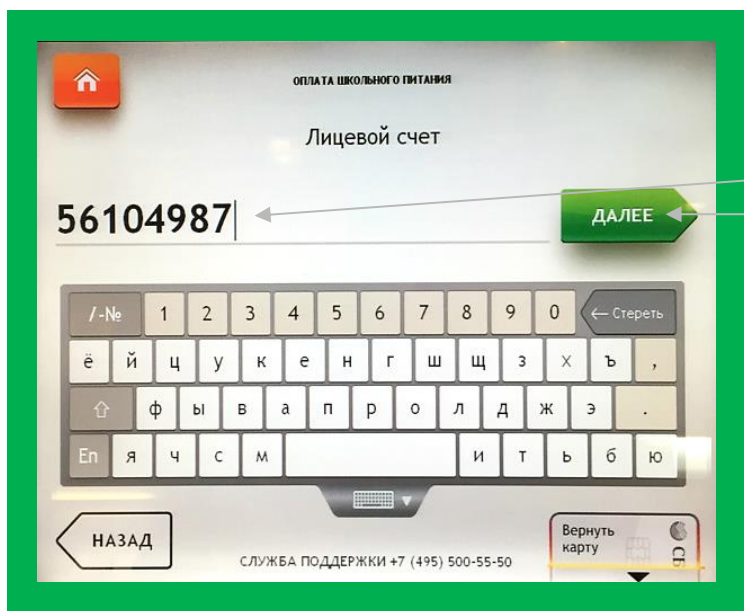 ОПЛАТА ШКОЛЬНОГО ПИТАНИЯ
Лицевой счет
56104987
ДАЛЕЕ
/-№ 1 2 3 4 5 6 7 8 9 0 ← Стереть
ё й ц у к е н г ш щ з х ъ ,
ф ы в а п р о л д ж э .
En я ч с м и т ь б ю
НАЗАД
СЛУЖБА ПОДДЕРЖКИ +7 (495) 500-55-50
Вернуть
карту
СБ